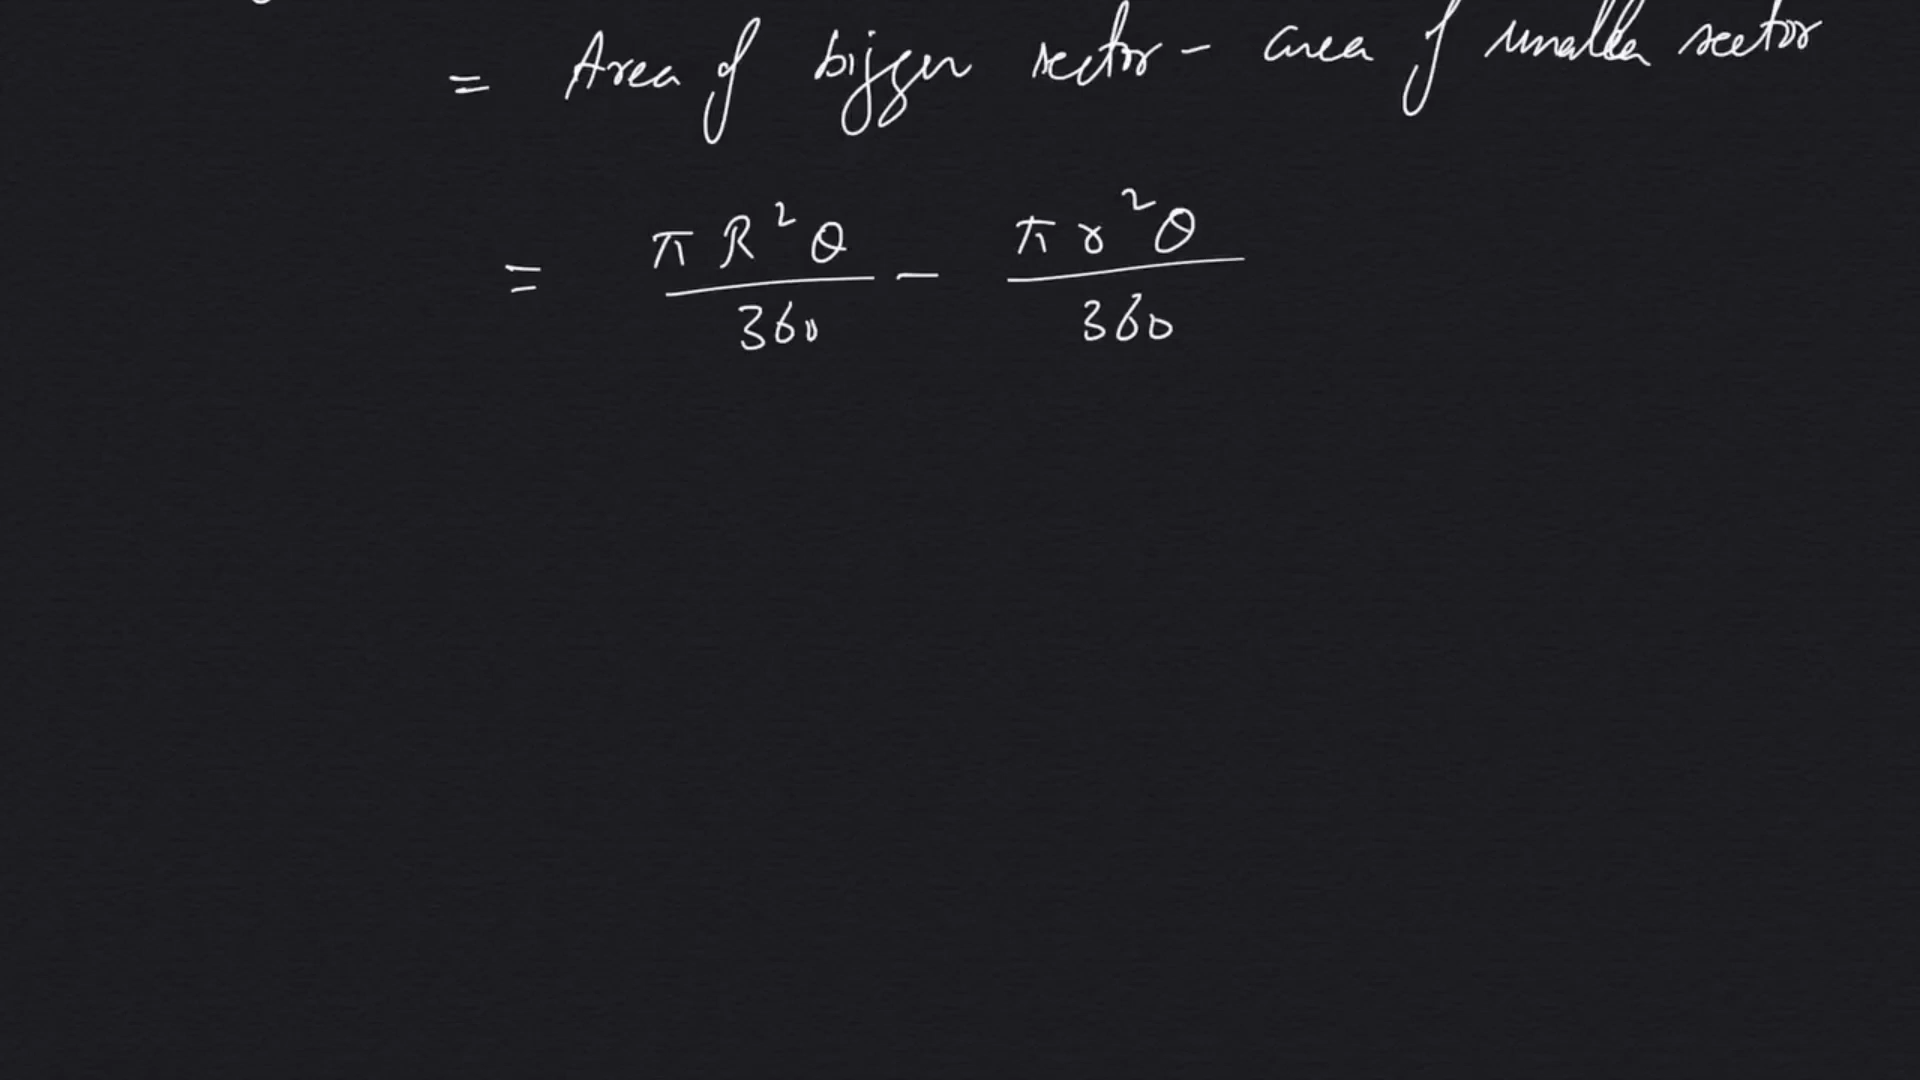 = Area of bigger sector - area of smaller sector
= πR²θ/360 - πr²θ/360